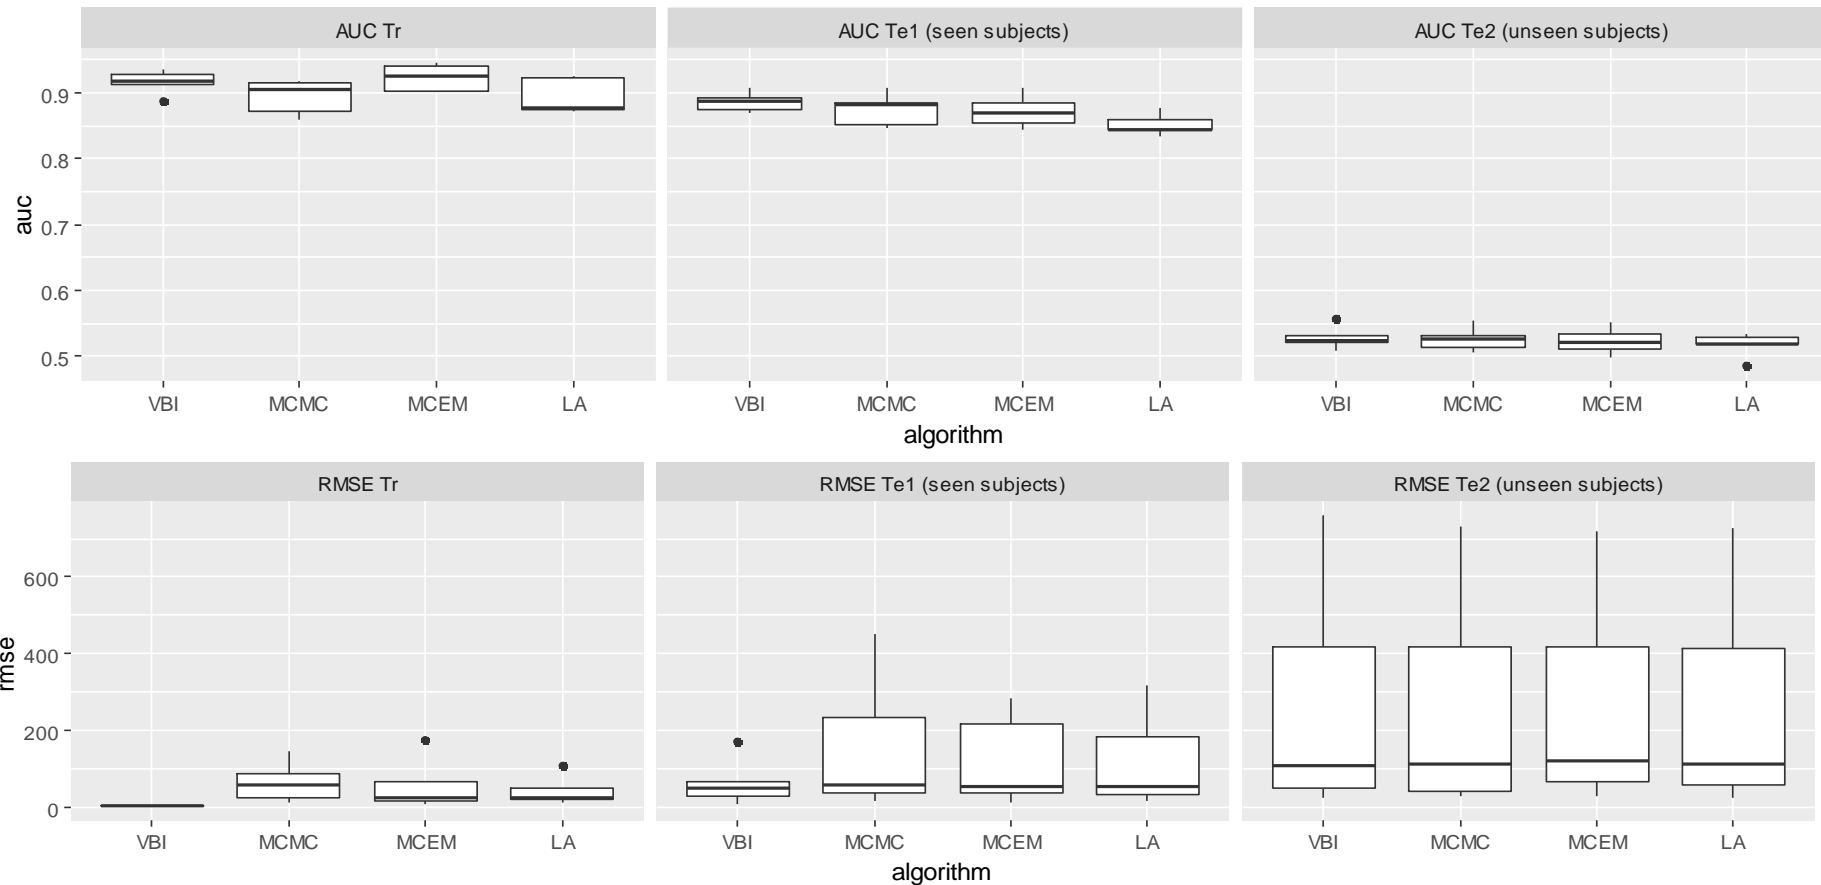 AUC Tr
AUC Te1 (seen subjects)
AUC Te2 (unseen subjects)
auc
0.9
0.8
0.7
0.6
0.5
VBI MCMC MCEM LA
VBI MCMC MCEM LA
VBI MCMC MCEM LA
algorithm
RMSE Tr
RMSE Te1 (seen subjects)
RMSE Te2 (unseen subjects)
rmse
600
400
200
0
VBI MCMC MCEM LA
VBI MCMC MCEM LA
VBI MCMC MCEM LA
algorithm